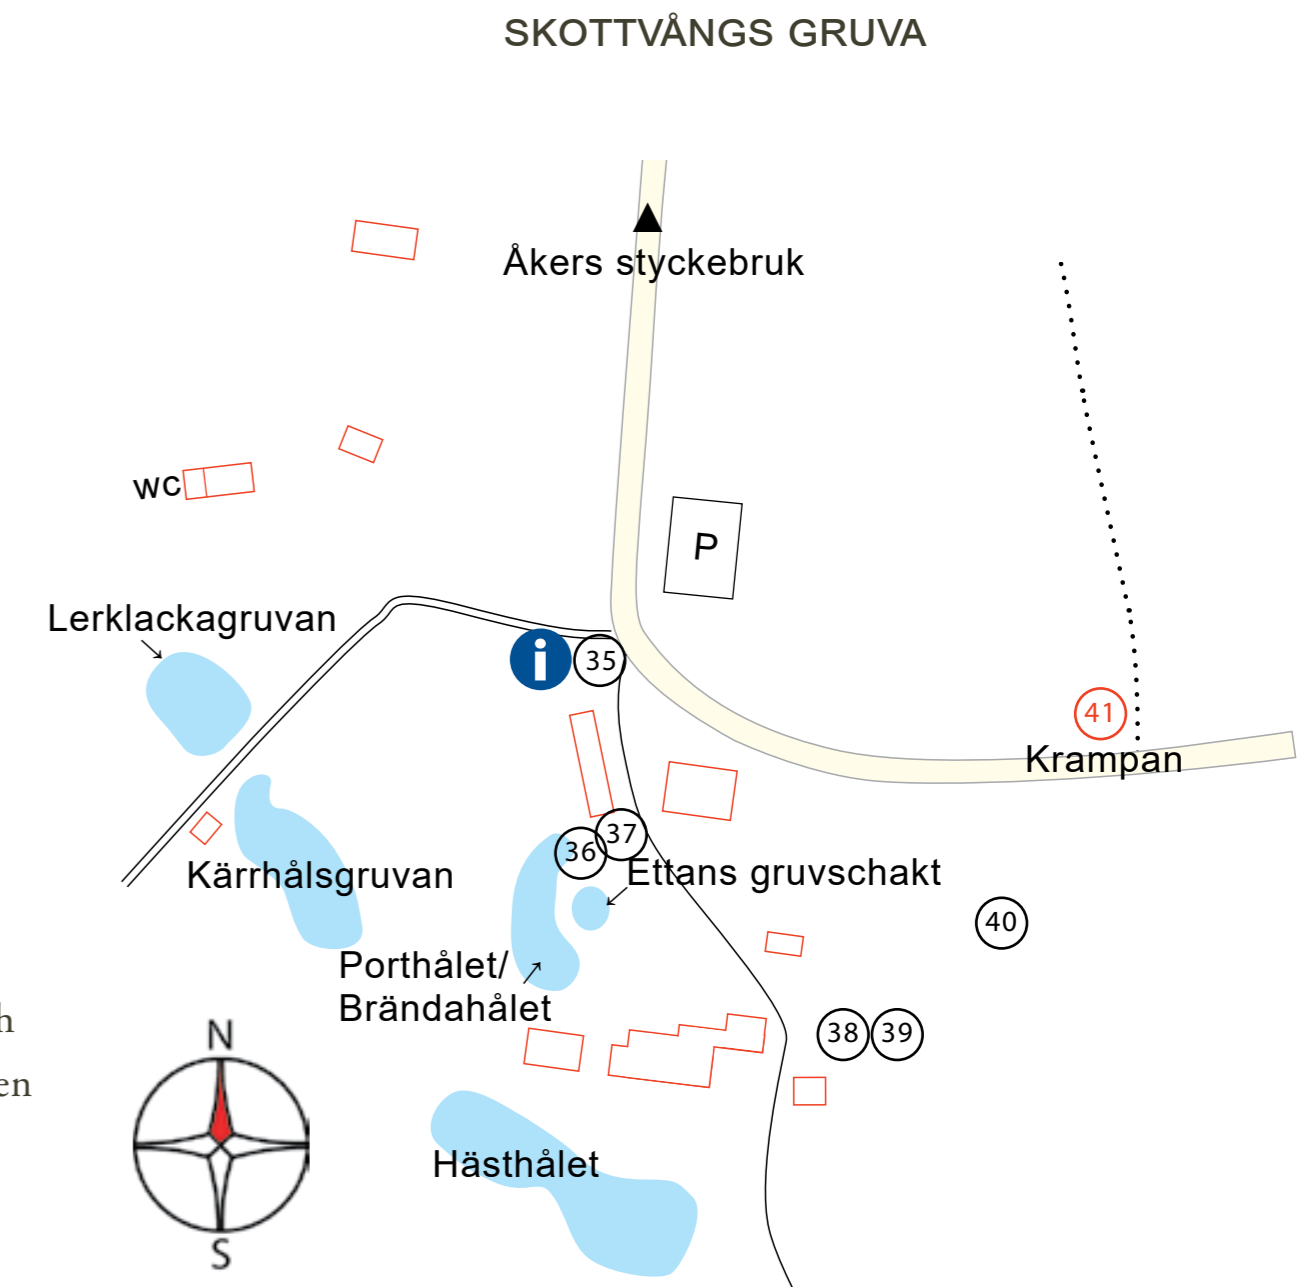 SKOTTVÅNGS GRUVA
Åkers styckebruk
wc
P
Lerklackagruvan
i
35
41
Krampan
37
36
Kärrhålsgruvan
Ettans gruvschakt
40
Porthålet/
Brändahålet
38
39
h
en
N
Hästhålet
S